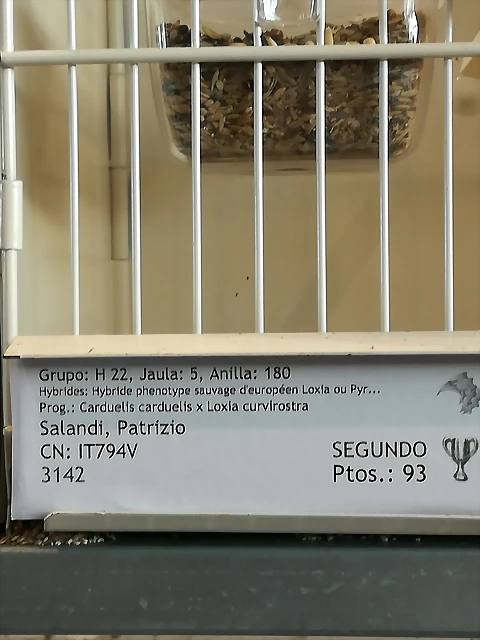 Grupo: H 22, Jaula: 5, Anilla: 180
Hybrides: Hybride phenotype sauvage d'européen Loxia ou Pyr...
Prog.: Carduelis carduelis x Loxia curvirostra
Salandi, Patrizio
CN: IT794V
3142
SEGUNDO
Ptos.: 93